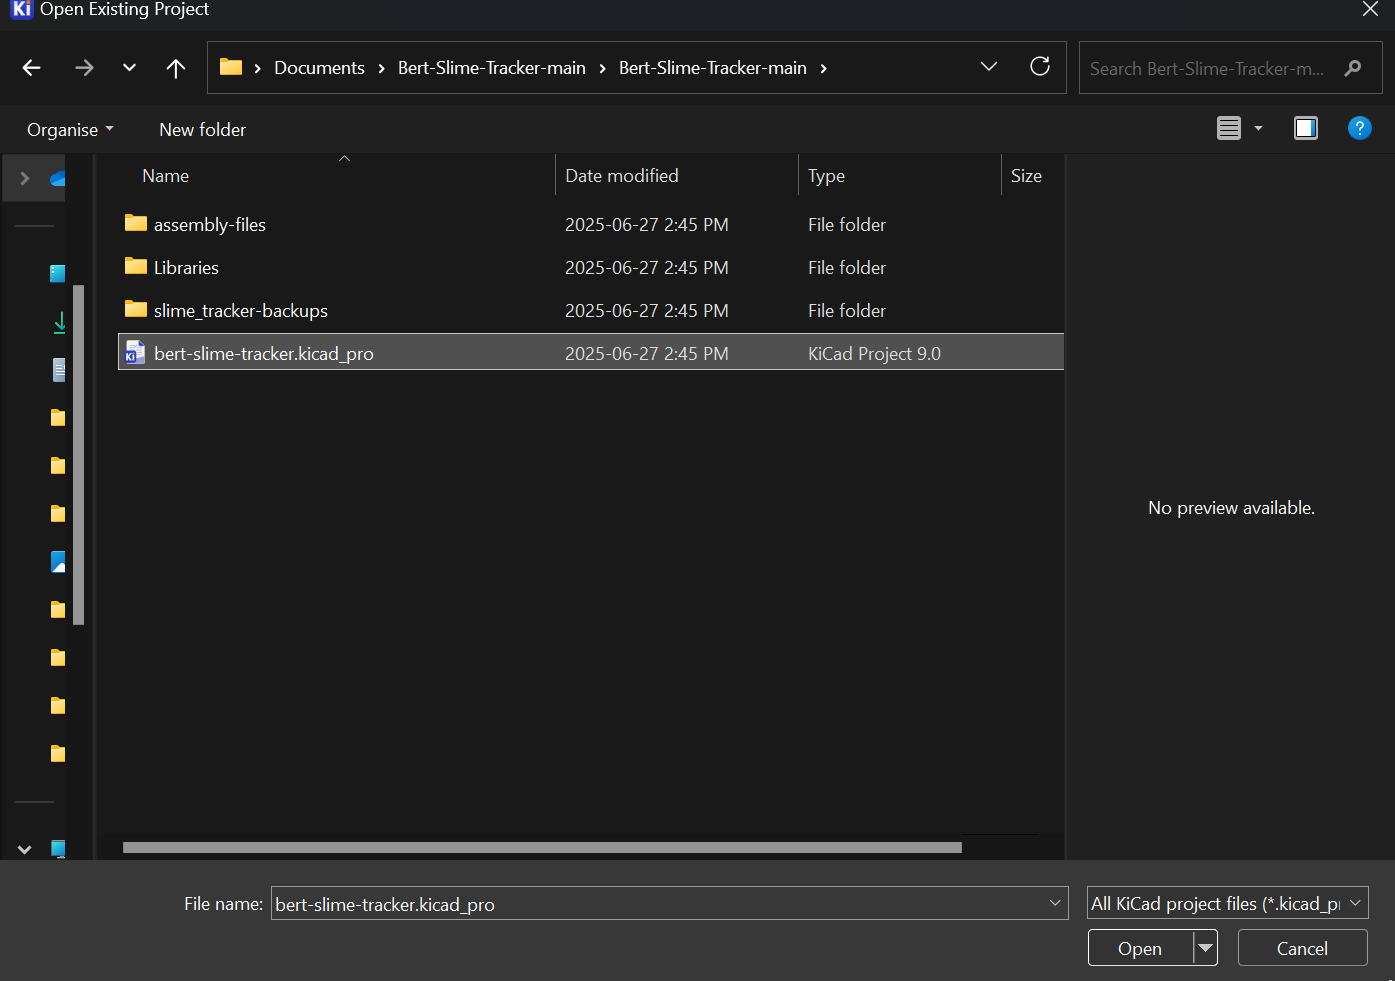 Ki Open Existing Project
Documents Bert-Slime-Tracker-main Bert-Slime-Tracker-main
Search Bert-Slime-Tracker-m...
Organise New folder
?
Name Date modified Type Size
assembly-files 2025-06-27 2:45 PM File folder
Libraries 2025-06-27 2:45 PM File folder
slime_tracker-backups 2025-06-27 2:45 PM File folder
Ki bert-slime-tracker.kicad_pro 2025-06-27 2:45 PM KiCad Project 9.0
No preview available.
File name: bert-slime-tracker.kicad_pro All KiCad project files (*.kicad_pr
Open Cancel